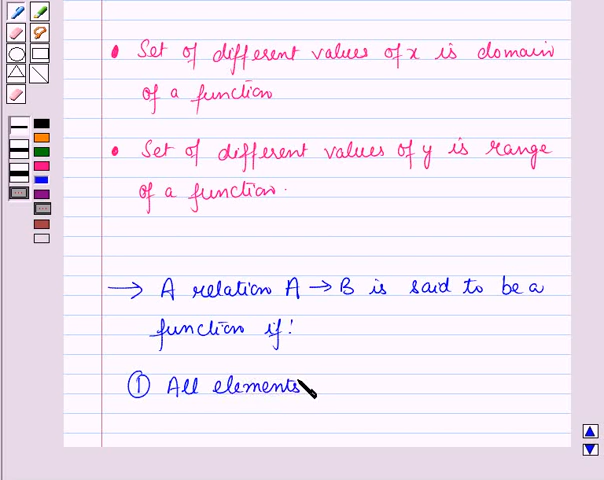 • Set of different values of x is domain
of a function
• Set of different values of y is range
of a function.
→ A relation A → B is said to be a
function if:
① All elements